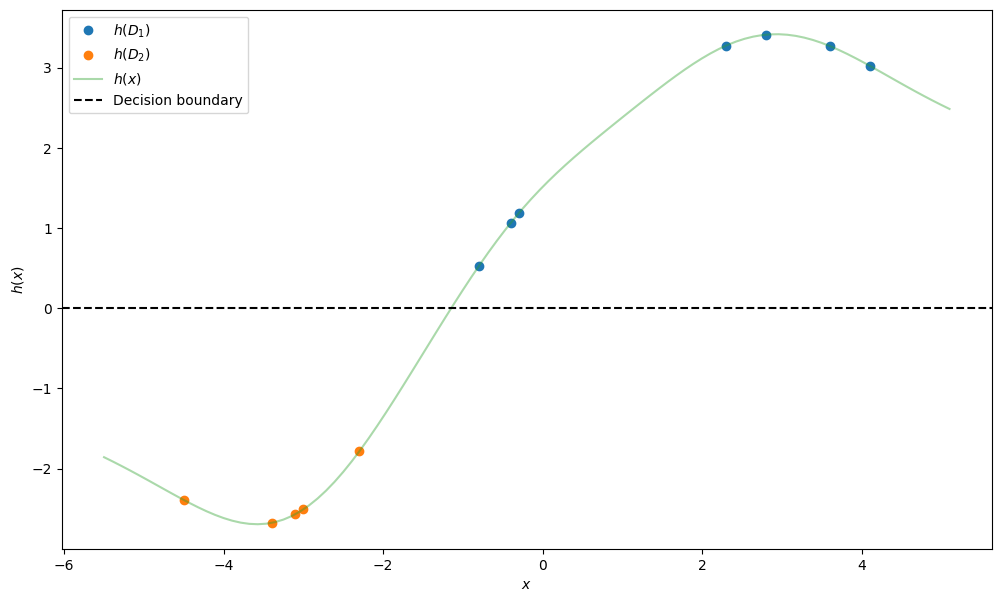 h(D₁)
h(D₂)
h(x)
Decision boundary
h(x)
3
2
1
0
−1
−2
−6 −4 −2 0 2 4
x